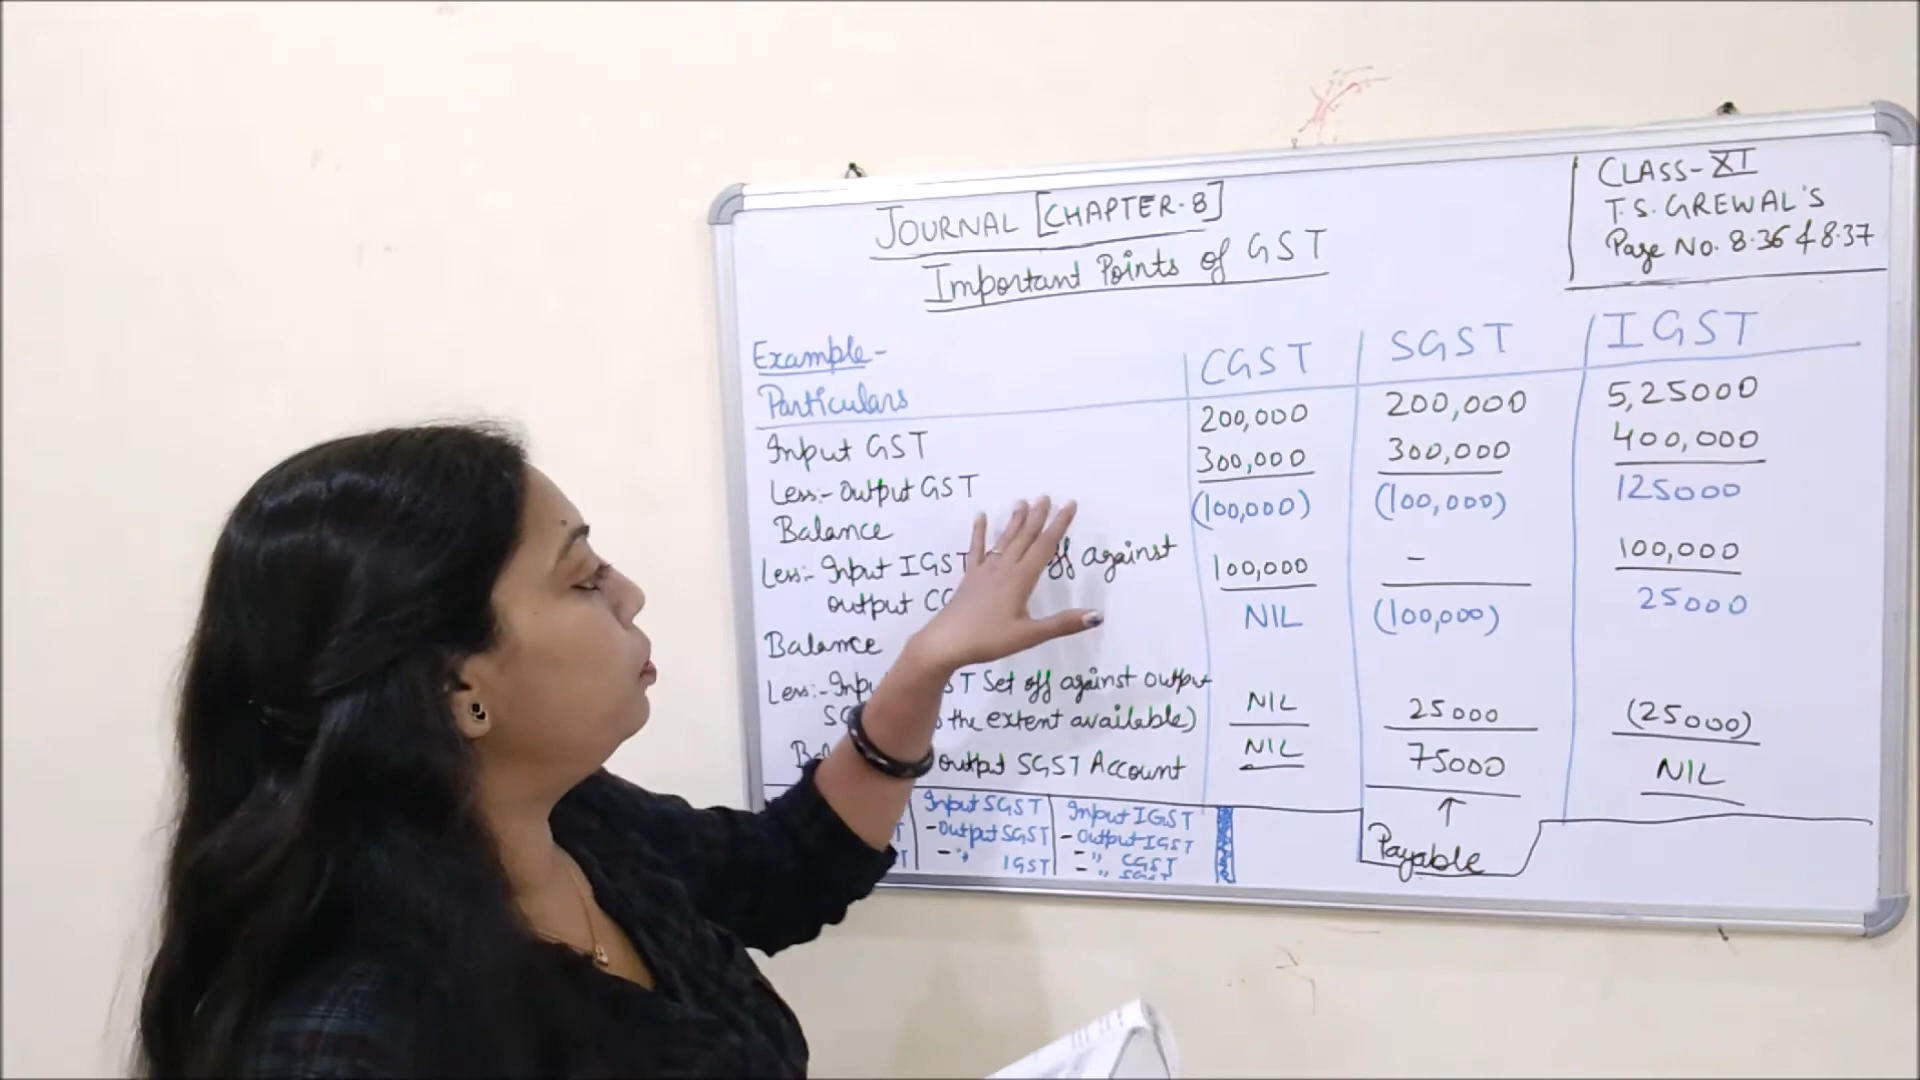 JOURNAL [CHAPTER-8]
Important Points of GST
CLASS-XI
T.S. GREWAL'S
Page No. 8.36 & 8.37
Example-
Particulars CGST SGST IGST
Input GST 200,000 200,000 5,25000
Less:- Output GST 300,000 300,000 400,000
Balance (100,000) (100,000) 125000
Less:- Input IGST off against
output 100,000 - 100,000
Balance NIL (100,000) 25000
Less:- Set off against output
the extent available) NIL 25000 (25000)
output SGST Account NIL 75000 NIL
↑
Payable
Input SGST
-Output SGST
- " IGST
Input IGST
- Output IGST
- " CGST
- " SGST